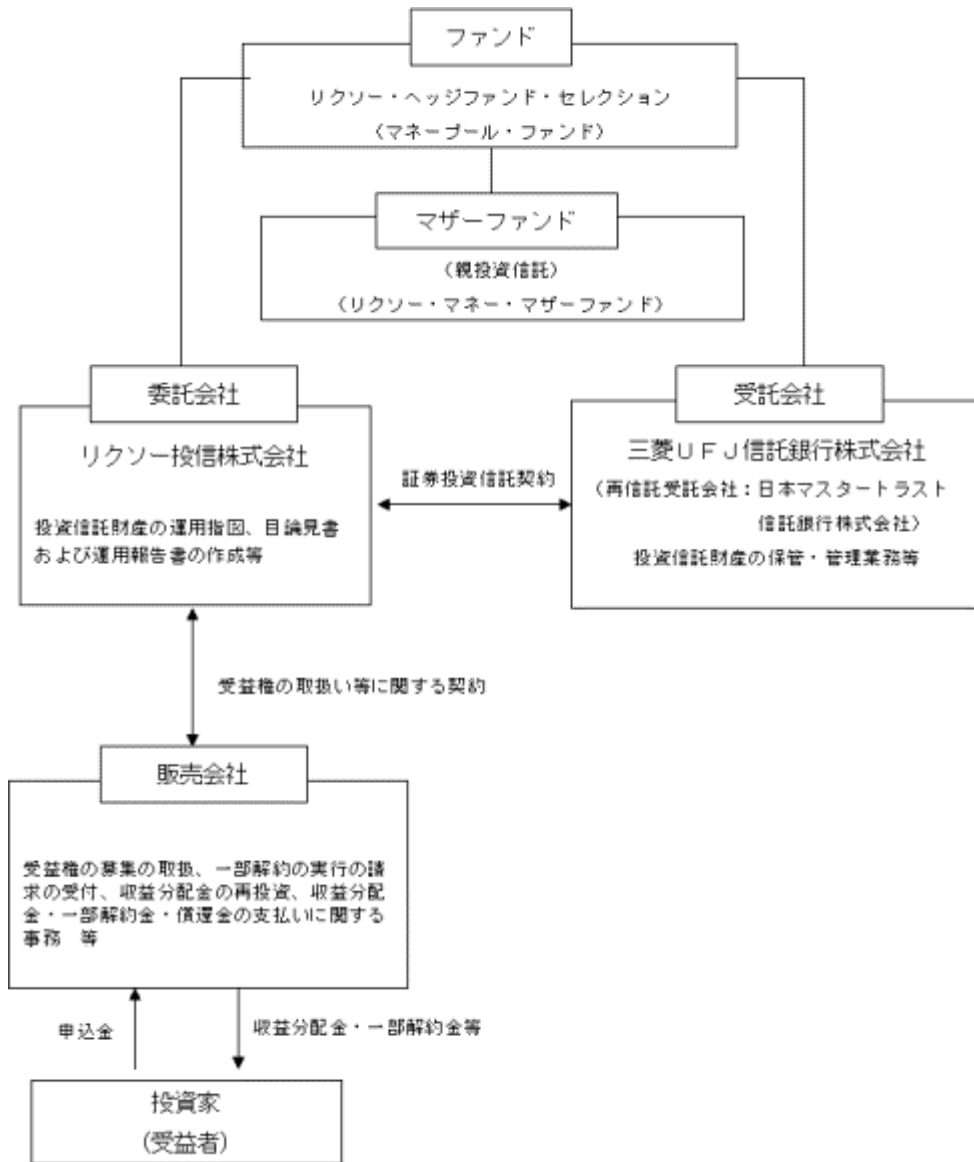 ファンド
リクソー・ヘッジファンド・セレクション
(マネープール・ファンド)
マザーファンド
(親投資信託)
(リクソー・マネー・マザーファンド)
委託会社
リクソー投信株式会社
投資信託財産の運用指図、目論見書
および運用報告書の作成等
証券投資信託契約
受託会社
三菱UFJ信託銀行株式会社
(再信託受託会社:日本マスタートラスト
信託銀行株式会社)
投資信託財産の保管・管理業務等
受益権の取扱い等に関する契約
販売会社
受益権の募集の取扱、一部解約の実行の請
求の受付、収益分配金の再投資、収益分配
金・一部解約金・償還金の支払いに関する
事務 等
申込金
収益分配金・一部解約金等
投資家
(受益者)